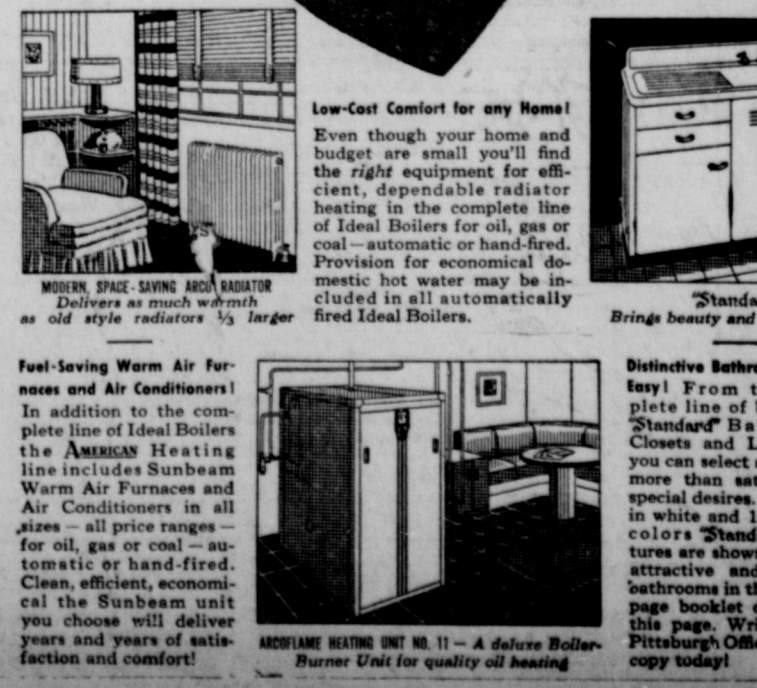 MODERN, SPACE-SAVING ARCO RADIATOR
Delivers as much warmth
as old style radiators 1/3 larger
Low-Cost Comfort for any Home!
Even though your home and
budget are small you'll find
the right equipment for effi-
cient, dependable radiator
heating in the complete line
of Ideal Boilers for oil, gas or
coal—automatic or hand-fired.
Provision for economical do-
mestic hot water may be in-
cluded in all automatically
fired Ideal Boilers.
"Standa
Brings beauty and
Fuel-Saving Warm Air Fur-
naces and Air Conditioners!
In addition to the com-
plete line of Ideal Boilers
the AMERICAN Heating
line includes Sunbeam
Warm Air Furnaces and
Air Conditioners in all
sizes — all price ranges —
for oil, gas or coal — au-
tomatic or hand-fired.
Clean, efficient, economi-
cal the Sunbeam unit
you choose will deliver
years and years of satis-
faction and comfort!
ARCOFLAME HEATING UNIT NO. 11 — A deluxe Boiler-
Burner Unit for quality oil heating
Distinctive Bathro
Easy! From t
plete line of
"Standard" Ba
Closets and L
you can select
more than sat
special desires.
in white and 1
colors "Stand
tures are shown
attractive and
bathrooms in th
page booklet
this page. Wri
Pittsburgh Offi
copy today!